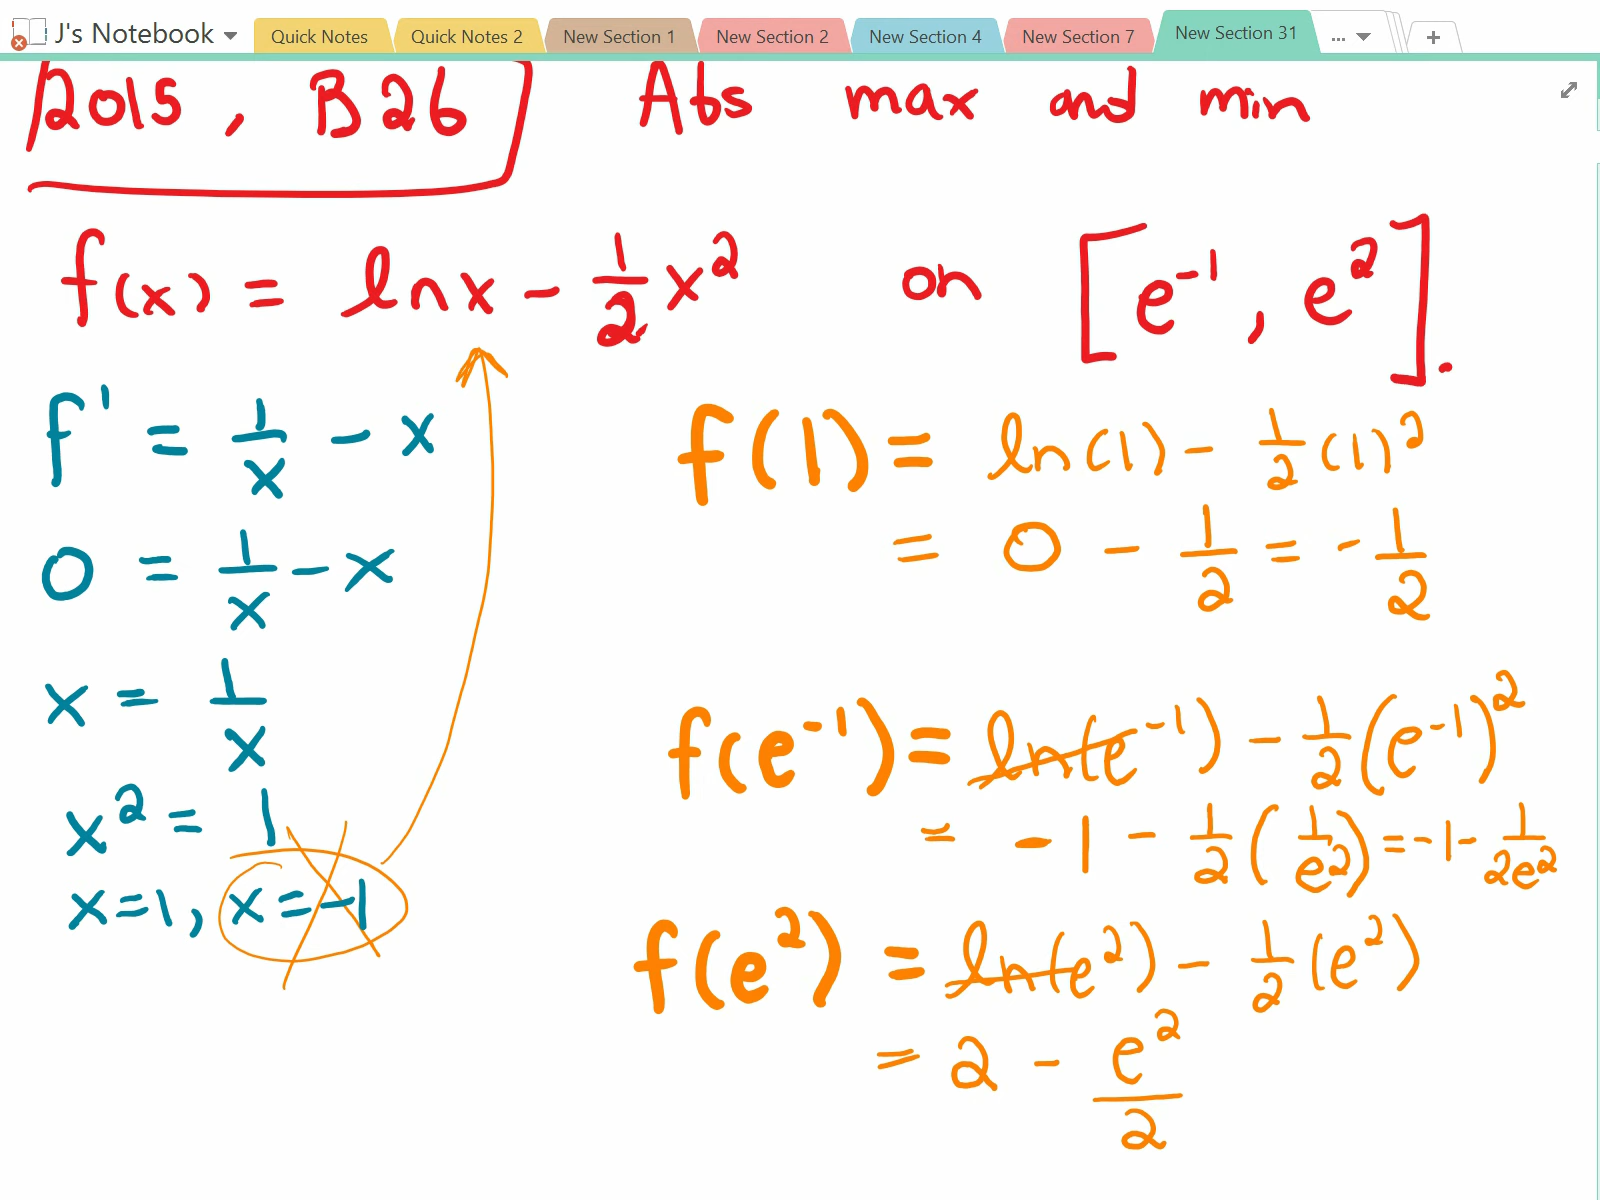 J's Notebook
Quick Notes
Quick Notes 2
New Section 1
New Section 2
New Section 4
New Section 7
New Section 31
...
+
2015, B26 Abs max and min
f(x) = ln x - 1/2 x² on [e⁻¹, e²].
f' = 1/x - x
0 = 1/x - x
x = 1/x
x² = 1
x=1, x=-1
f(1) = ln(1) - 1/2 (1)²
= 0 - 1/2 = - 1/2
f(e⁻¹) = ln(e⁻¹) - 1/2 (e⁻¹)²
= -1 - 1/2 (1/e²) = -1 - 1/2e²
f(e²) = ln(e²) - 1/2 (e²)
= 2 - e²/2